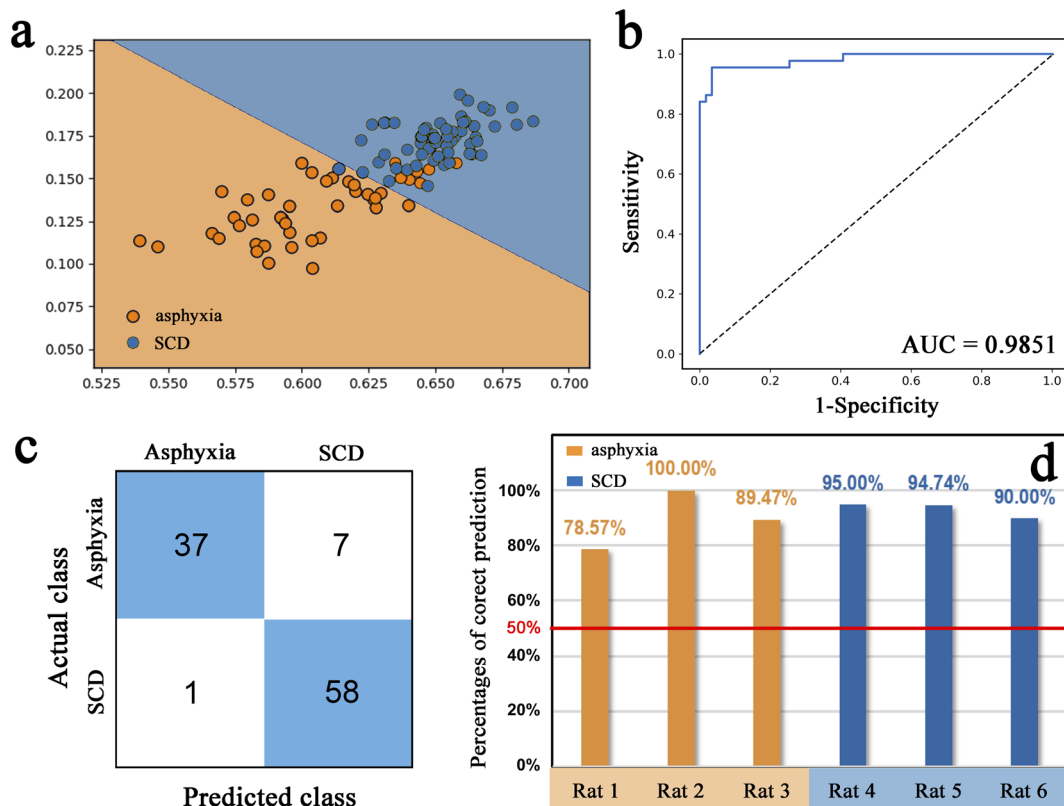 a
0.225
0.200
0.175
0.150
0.125
0.100
0.075
0.050
asphyxia
SCD
0.525 0.550 0.575 0.600 0.625 0.650 0.675 0.700
b
1.0
0.8
0.6
0.4
0.2
0.0
Sensitivity
AUC = 0.9851
0.0 0.2 0.4 0.6 0.8 1.0
1-Specificity
c
Asphyxia SCD
Actual class
Asphyxia
37 7
SCD
1 58
Predicted class
d
asphyxia
SCD
Percentages of corect prediction
100%
80%
60%
50%
40%
20%
0%
78.57%
100.00%
89.47%
95.00%
94.74%
90.00%
Rat 1 Rat 2 Rat 3 Rat 4 Rat 5 Rat 6